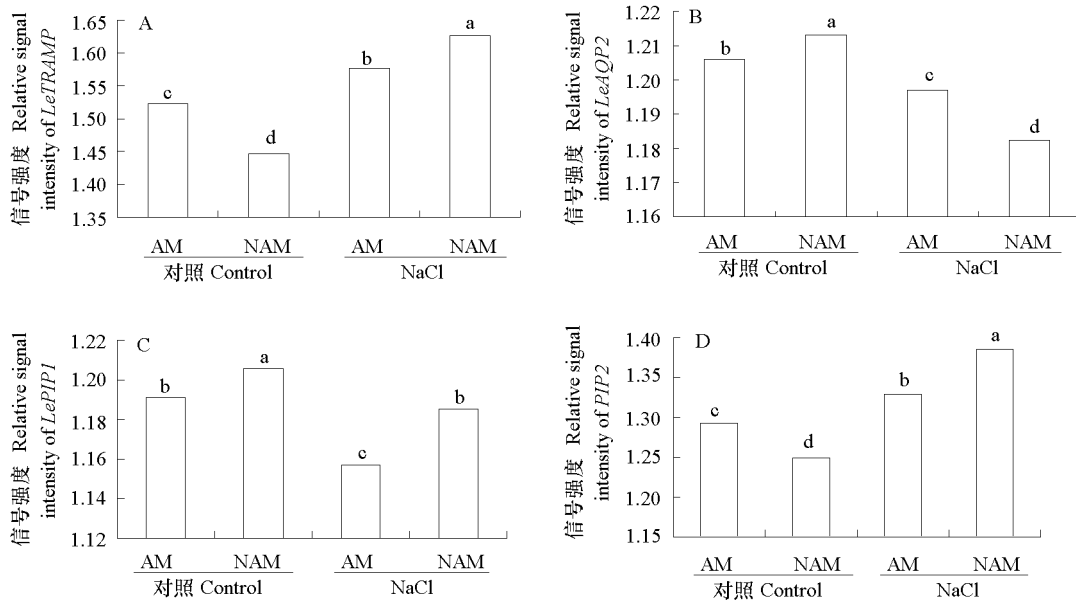 A
信号强度 Relative signal
intensity of LeTRAMP
1.65
1.60
1.55
1.50
1.45
1.40
1.35
c
d
b
a
AM NAM AM NAM
对照 Control NaCl
B
信号强度 Relative signal
intensity of LeAQP2
1.22
1.21
1.20
1.19
1.18
1.17
1.16
b
a
c
d
AM NAM AM NAM
对照 Control NaCl
C
信号强度 Relative signal
intensity of LePIP1
1.22
1.20
1.18
1.16
1.14
1.12
b
a
c
b
AM NAM AM NAM
对照 Control NaCl
D
信号强度 Relative signal
intensity of PIP2
1.40
1.35
1.30
1.25
1.20
1.15
c
d
b
a
AM NAM AM NAM
对照 Control NaCl